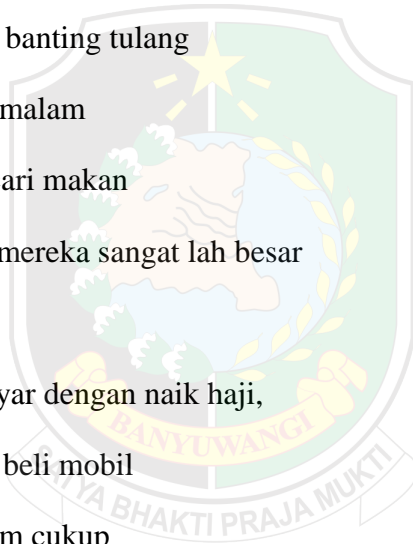 banting tulang
malam
ari makan
mereka sangat lah besar
yar dengan naik haji,
BANYUWANGI
beli mobil
SATYA BHAKTI PRAJA MUKTI
m cukup